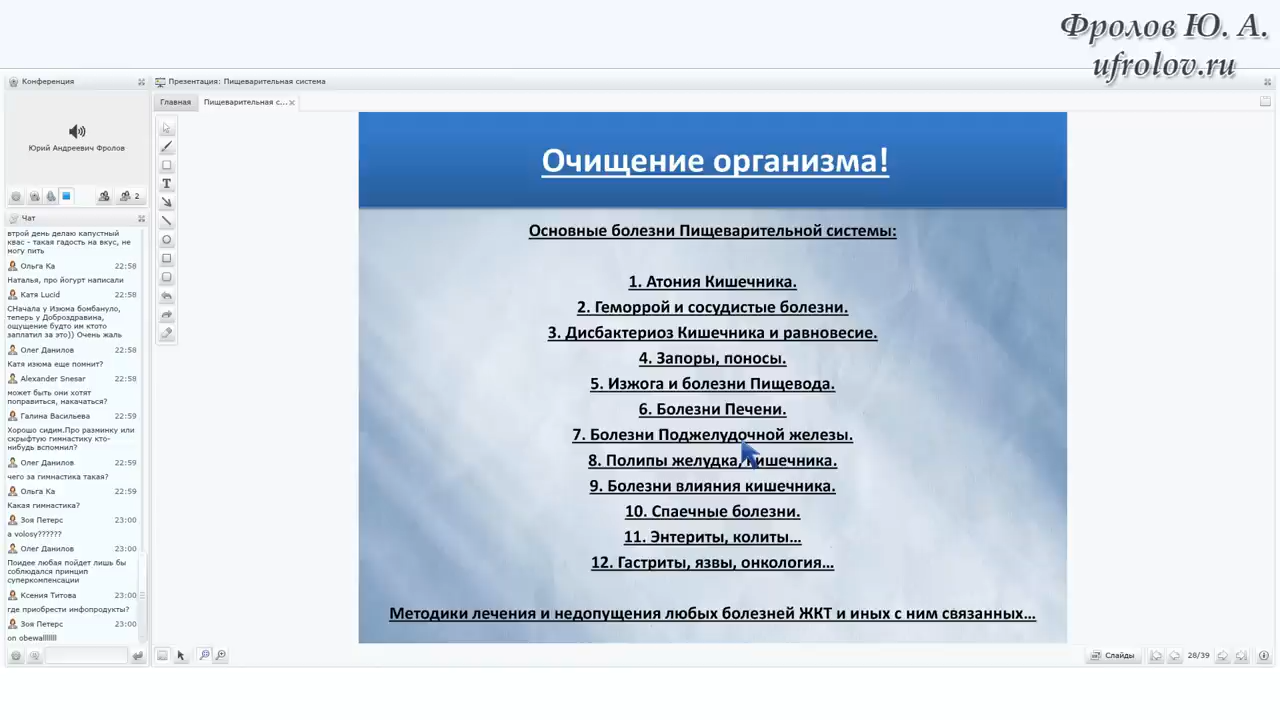 Фролов Ю. А.
ufrolov.ru
Конференция
Презентация: Пищеварительная система
Главная
Пищеварительная с...
Юрий Андреевич Фролов
2
Чат
втрой день делаю капустный
квас - такая гадость на вкус, не
могу пить
Ольга Ка 22:58
Наталья, про йогурт написали
Катя Lucid 22:58
СНачала у Изюма бомбануло,
теперь у Доброздравина,
ощущение будто им ктото
заплатил за это)) Очень жаль
Олег Данилов 22:58
Катя изюма еще помнит?
Alexander Snesar 22:58
может быть они хотят
поправиться, накачаться?
Галина Васильева 22:59
Хорошо сидим.Про разминку или
скрыфтую гимнастику кто-
нибудь вспомнил?
Олег Данилов 22:59
чего за гимнастика такая?
Ольга Ка 22:59
Какая гимнастика?
Зоя Петерс 23:00
a volosy??????
Олег Данилов 23:00
Поидее любая пойдет лишь бы
соблюдался принцип
суперкомпенсации
Ксения Титова 23:00
где приобрести инфопродукты?
Зоя Петерс 23:00
on obewalllllll
T
Очищение организма!
Основные болезни Пищеварительной системы:
1. Атония Кишечника.
2. Геморрой и сосудистые болезни.
3. Дисбактериоз Кишечника и равновесие.
4. Запоры, поносы.
5. Изжога и болезни Пищевода.
6. Болезни Печени.
7. Болезни Поджелудочной железы.
8. Полипы желудка, кишечника.
9. Болезни влияния кишечника.
10. Спаечные болезни.
11. Энтериты, колиты...
12. Гастриты, язвы, онкология...
Методики лечения и недопущения любых болезней ЖКТ и иных с ним связанных...
Слайды
28/39